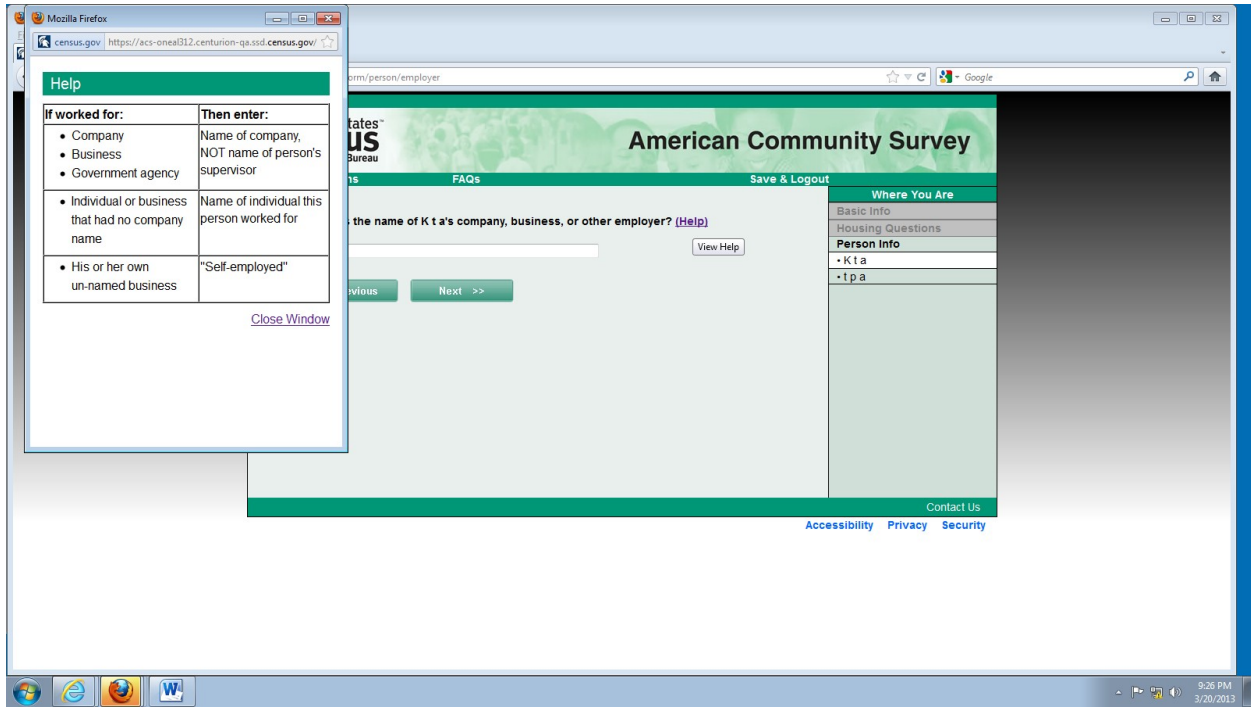 Mozilla Firefox
census.gov https://acs-oneal312.centurion-qa.ssd.census.gov/
Help
If worked for: Then enter:
• Company
• Business
• Government agency
Name of company,
NOT name of person's
supervisor
• Individual or business
that had no company
name
Name of individual this
person worked for
• His or her own
un-named business
"Self-employed"
Close Window
orm/person/employer
Google
tates
US
Bureau
American Community Survey
ns FAQs Save & Logout
the name of K t a's company, business, or other employer? (Help)
View Help
evious Next >>
Where You Are
Basic Info
Housing Questions
Person Info
• K t a
• t p a
Contact Us
Accessibility Privacy Security
9:26 PM
3/20/2013